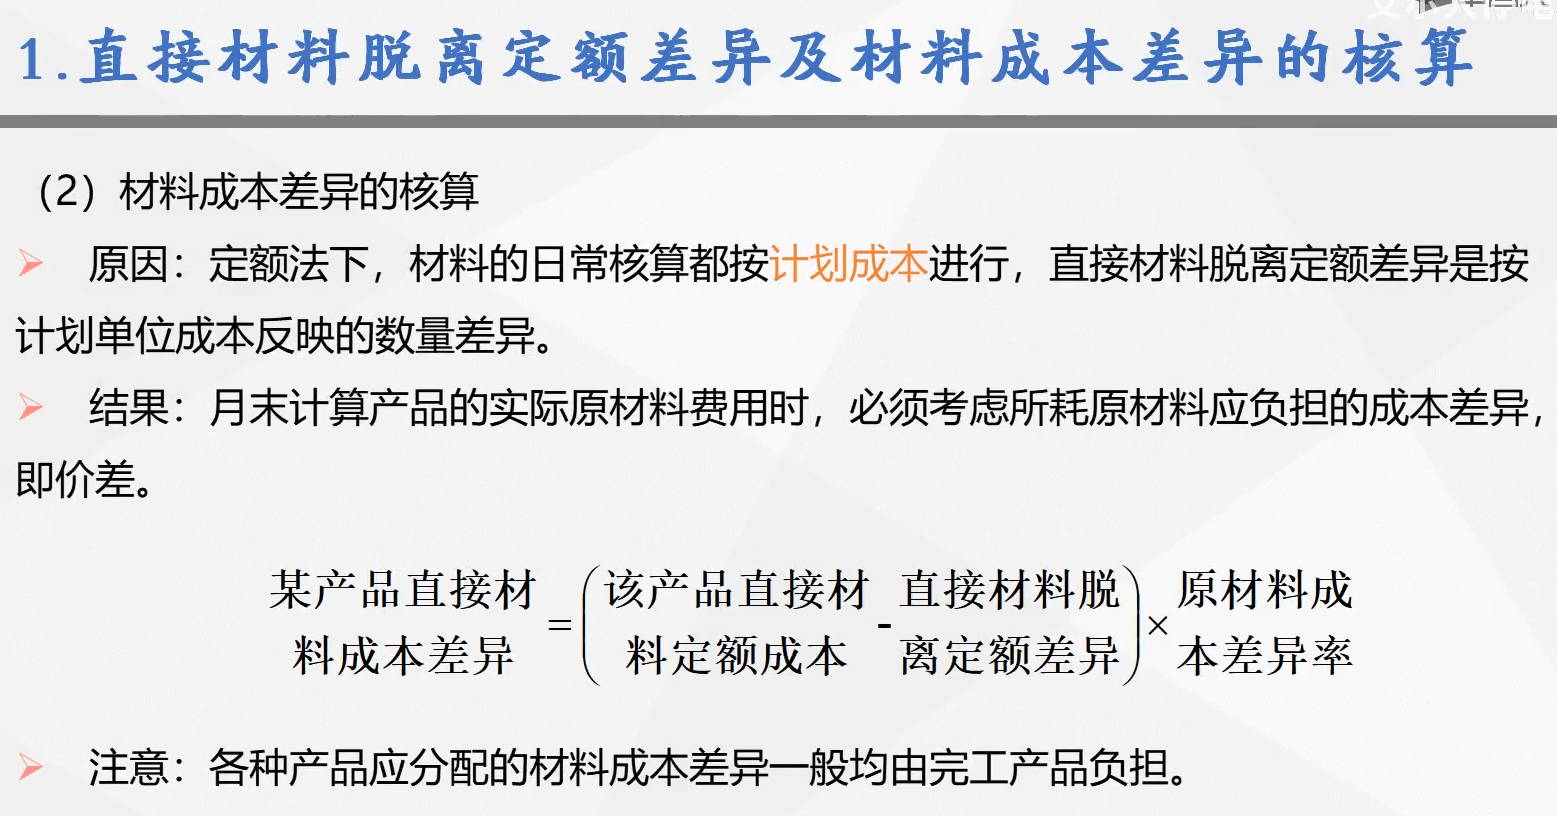 1.直接材料脱离定额差异及材料成本差异的核算
（2）材料成本差异的核算
原因：定额法下，材料的日常核算都按计划成本进行，直接材料脱离定额差异是按
计划单位成本反映的数量差异。
结果：月末计算产品的实际原材料费用时，必须考虑所耗原材料应负担的成本差异，
即价差。
某产品直接材 该产品直接材 直接材料脱 原材料成
= ( - ) ×
料成本差异 料定额成本 离定额差异 本差异率
注意：各种产品应分配的材料成本差异一般均由完工产品负担。